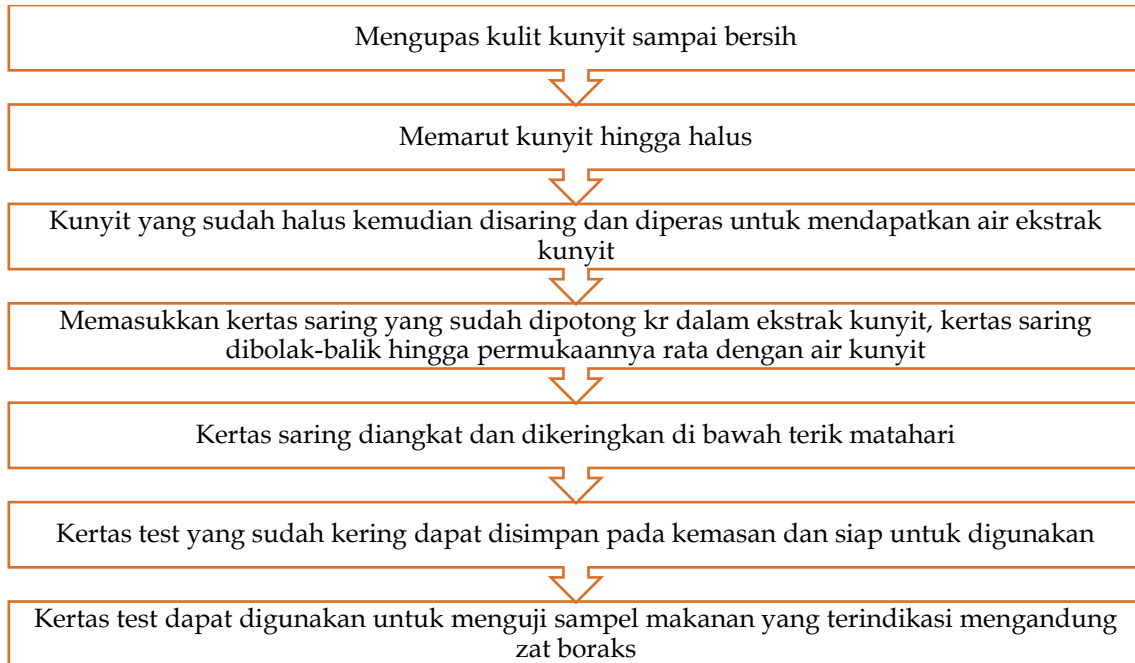 Mengupas kulit kunyit sampai bersih
Memarut kunyit hingga halus
Kunyit yang sudah halus kemudian disaring dan diperas untuk mendapatkan air ekstrak
kunyit
Memasukkan kertas saring yang sudah dipotong kr dalam ekstrak kunyit, kertas saring
dibolak-balik hingga permukaannya rata dengan air kunyit
Kertas saring diangkat dan dikeringkan di bawah terik matahari
Kertas test yang sudah kering dapat disimpan pada kemasan dan siap untuk digunakan
Kertas test dapat digunakan untuk menguji sampel makanan yang terindikasi mengandung
zat boraks